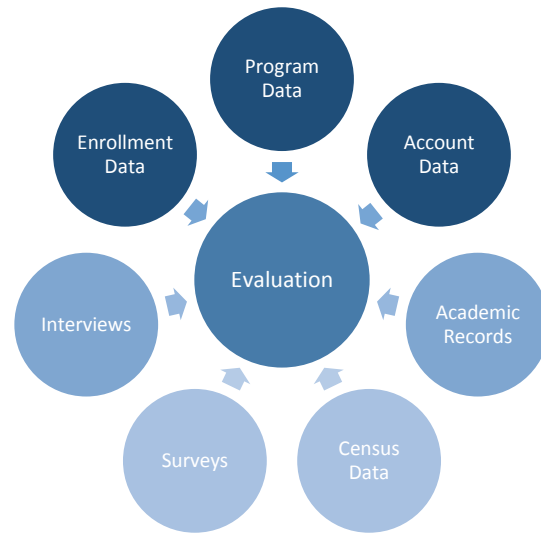 Program
Data
Enrollment
Data
Account
Data
Evaluation
Interviews
Academic
Records
Surveys
Census
Data